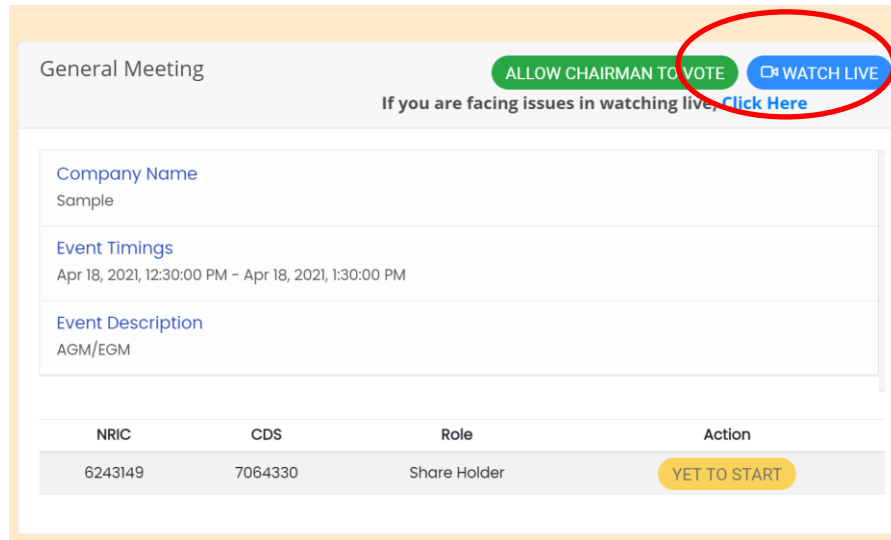 General Meeting
ALLOW CHAIRMAN TO VOTE WATCH LIVE
If you are facing issues in watching live, Click Here
Company Name
Sample
Event Timings
Apr 18, 2021, 12:30:00 PM - Apr 18, 2021, 1:30:00 PM
Event Description
AGM/EGM
NRIC CDS Role Action
6243149 7064330 Share Holder YET TO START